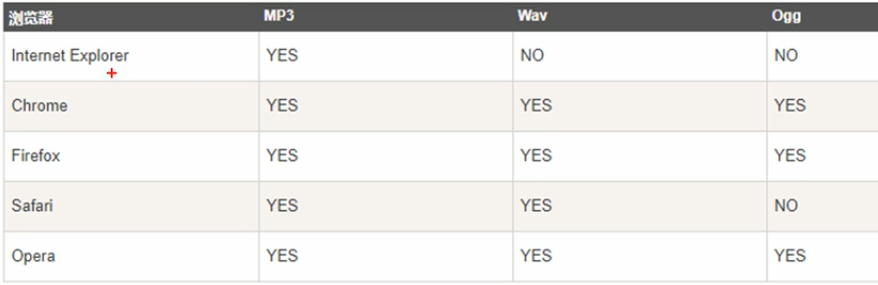 浏览器 MP3 Wav Ogg
Internet Explorer YES NO NO
Chrome YES YES YES
Firefox YES YES YES
Safari YES YES NO
Opera YES YES YES